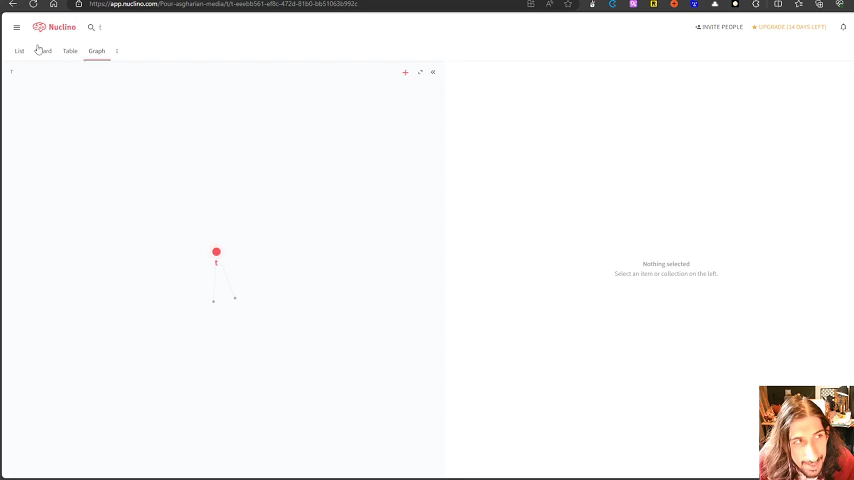 https://app.nuclino.com/Pour-asgharian-media/t/t-eeebb561-ef8c-472d-81b0-bb51063b992c
Nuclino
t
INVITE PEOPLE
UPGRADE (14 DAYS LEFT)
List
Table
Graph
T
t
Nothing selected
Select an item or collection on the left.